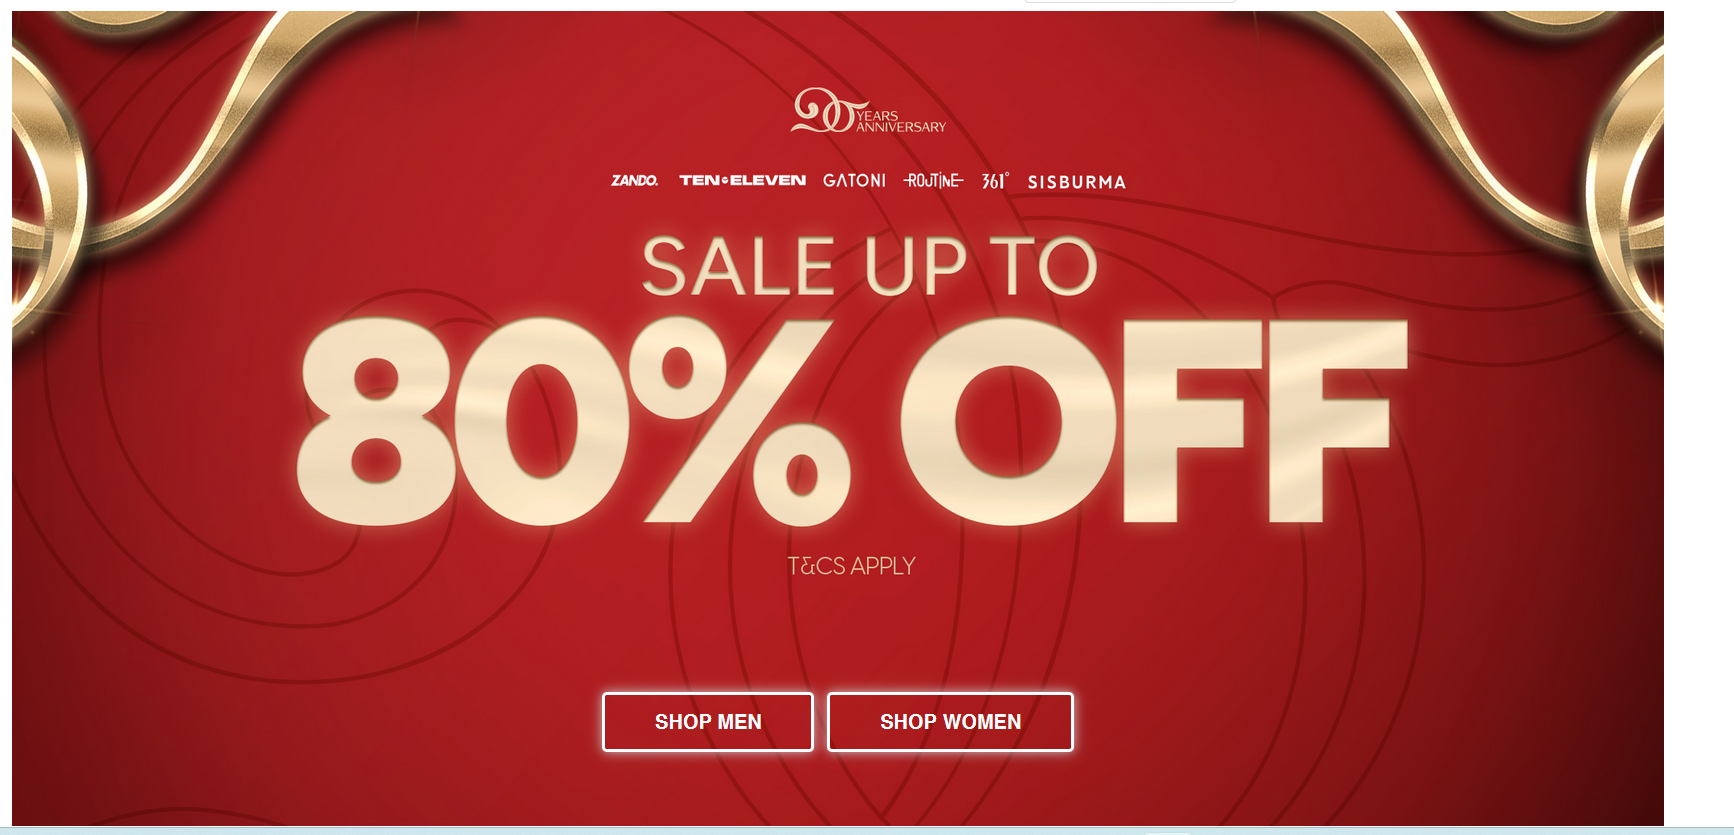 20 YEARS
ANNIVERSARY
ZANDO. TEN ELEVEN GATONI ROUTINE 361° SISBURMA
SALE UP TO
80% OFF
T&CS APPLY
SHOP MEN SHOP WOMEN